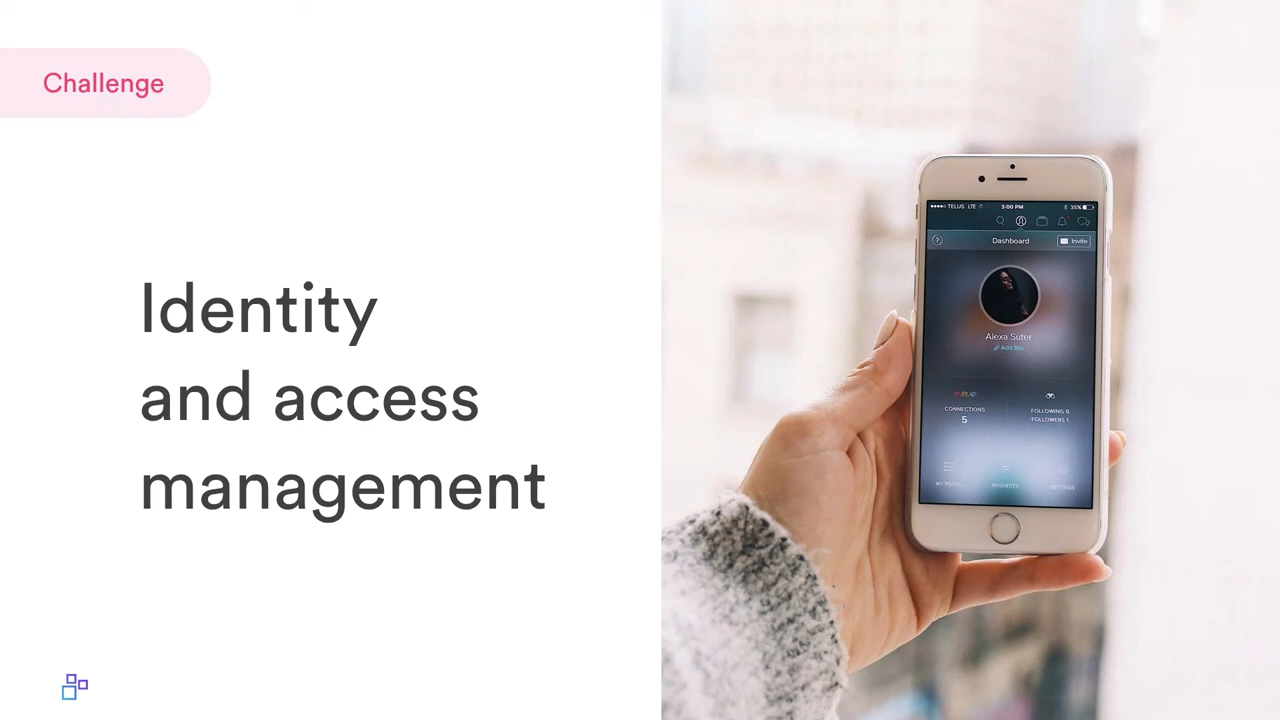 Challenge
Identity
and access
management
TELUS LTE 3:00 PM 35%
? Dashboard Invite
Alexa Suter
Add Bio
CONNECTIONS
5
FOLLOWING 0
FOLLOWERS 1
MY POSTS REQUESTS SETTINGS